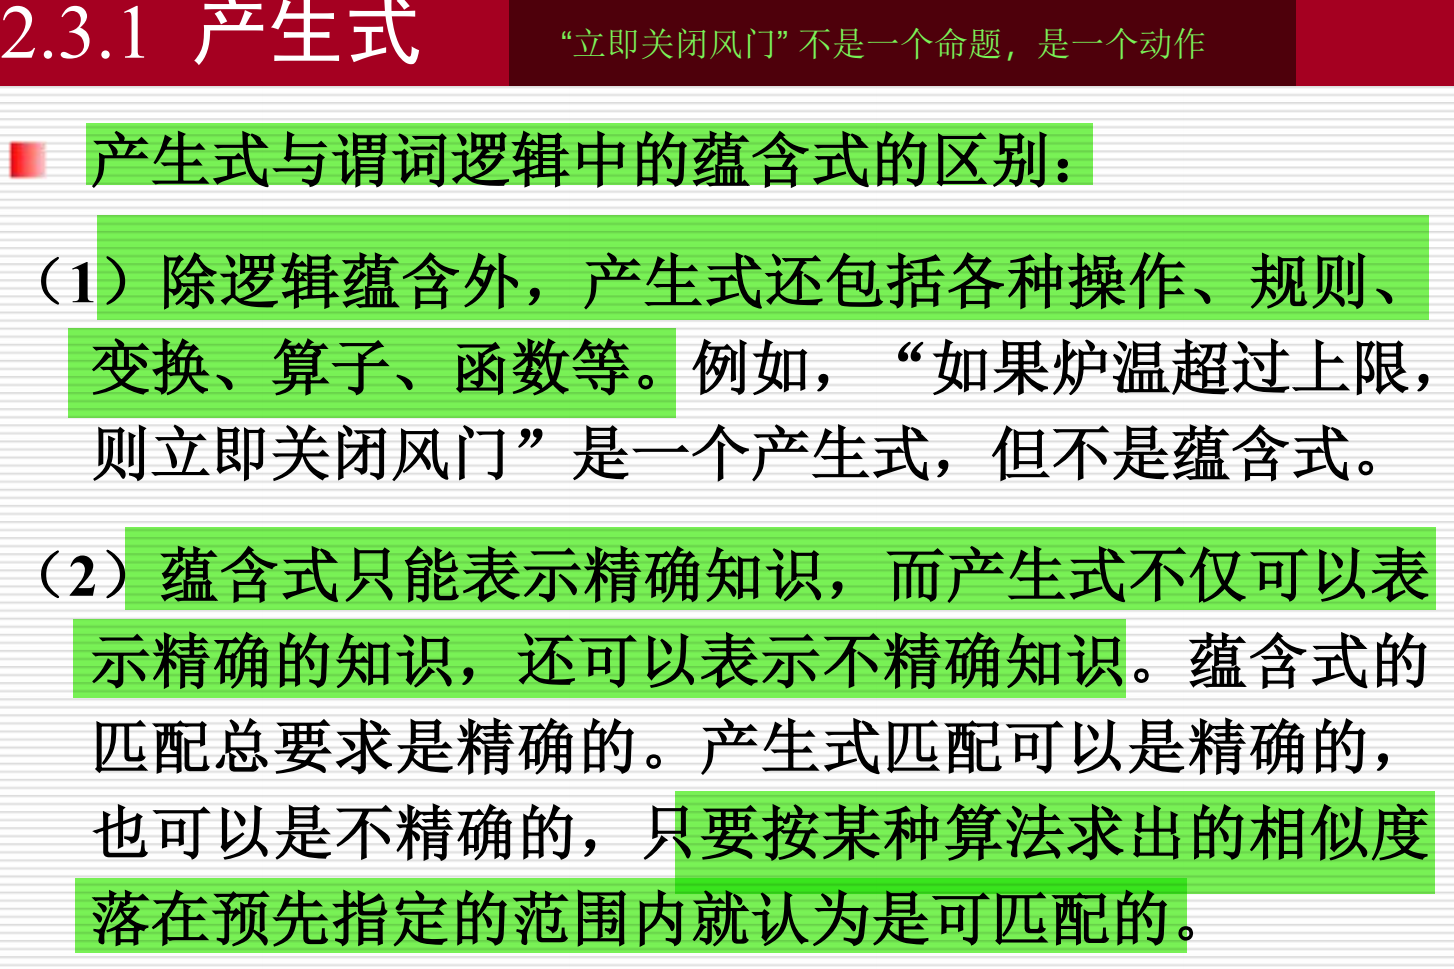 2.3.1 产生式
“立即关闭风门” 不是一个命题，是一个动作
产生式与谓词逻辑中的蕴含式的区别：
（1）除逻辑蕴含外，产生式还包括各种操作、规则、
变换、算子、函数等。例如，“如果炉温超过上限，
则立即关闭风门”是一个产生式，但不是蕴含式。
（2）蕴含式只能表示精确知识，而产生式不仅可以表
示精确的知识，还可以表示不精确知识。蕴含式的
匹配总要求是精确的。产生式匹配可以是精确的，
也可以是不精确的，只要按某种算法求出的相似度
落在预先指定的范围内就认为是可匹配的。